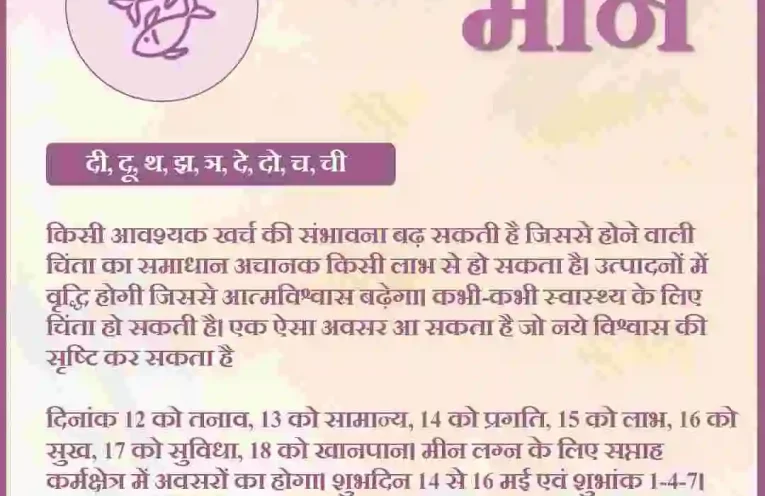 मीन
दी, दू, थ, झ, ञ, दे, दो, च, ची
किसी आवश्यक खर्च की संभावना बढ़ सकती है जिससे होने वाली
चिंता का समाधान अचानक किसी लाभ से हो सकता है। उत्पादनों में
वृद्धि होगी जिससे आत्मविश्वास बढ़ेगा। कभी-कभी स्वास्थ्य के लिए
चिंता हो सकती है। एक ऐसा अवसर आ सकता है जो नये विश्वास की
सृष्टि कर सकता है
दिनांक 12 को तनाव, 13 को सामान्य, 14 को प्रगति, 15 को लाभ, 16 को
सुख, 17 को सुविधा, 18 को खानपान। मीन लग्न के लिए सप्ताह
कर्मक्षेत्र में अवसरों का होगा। शुभदिन 14 से 16 मई एवं शुभांक 1-4-7।